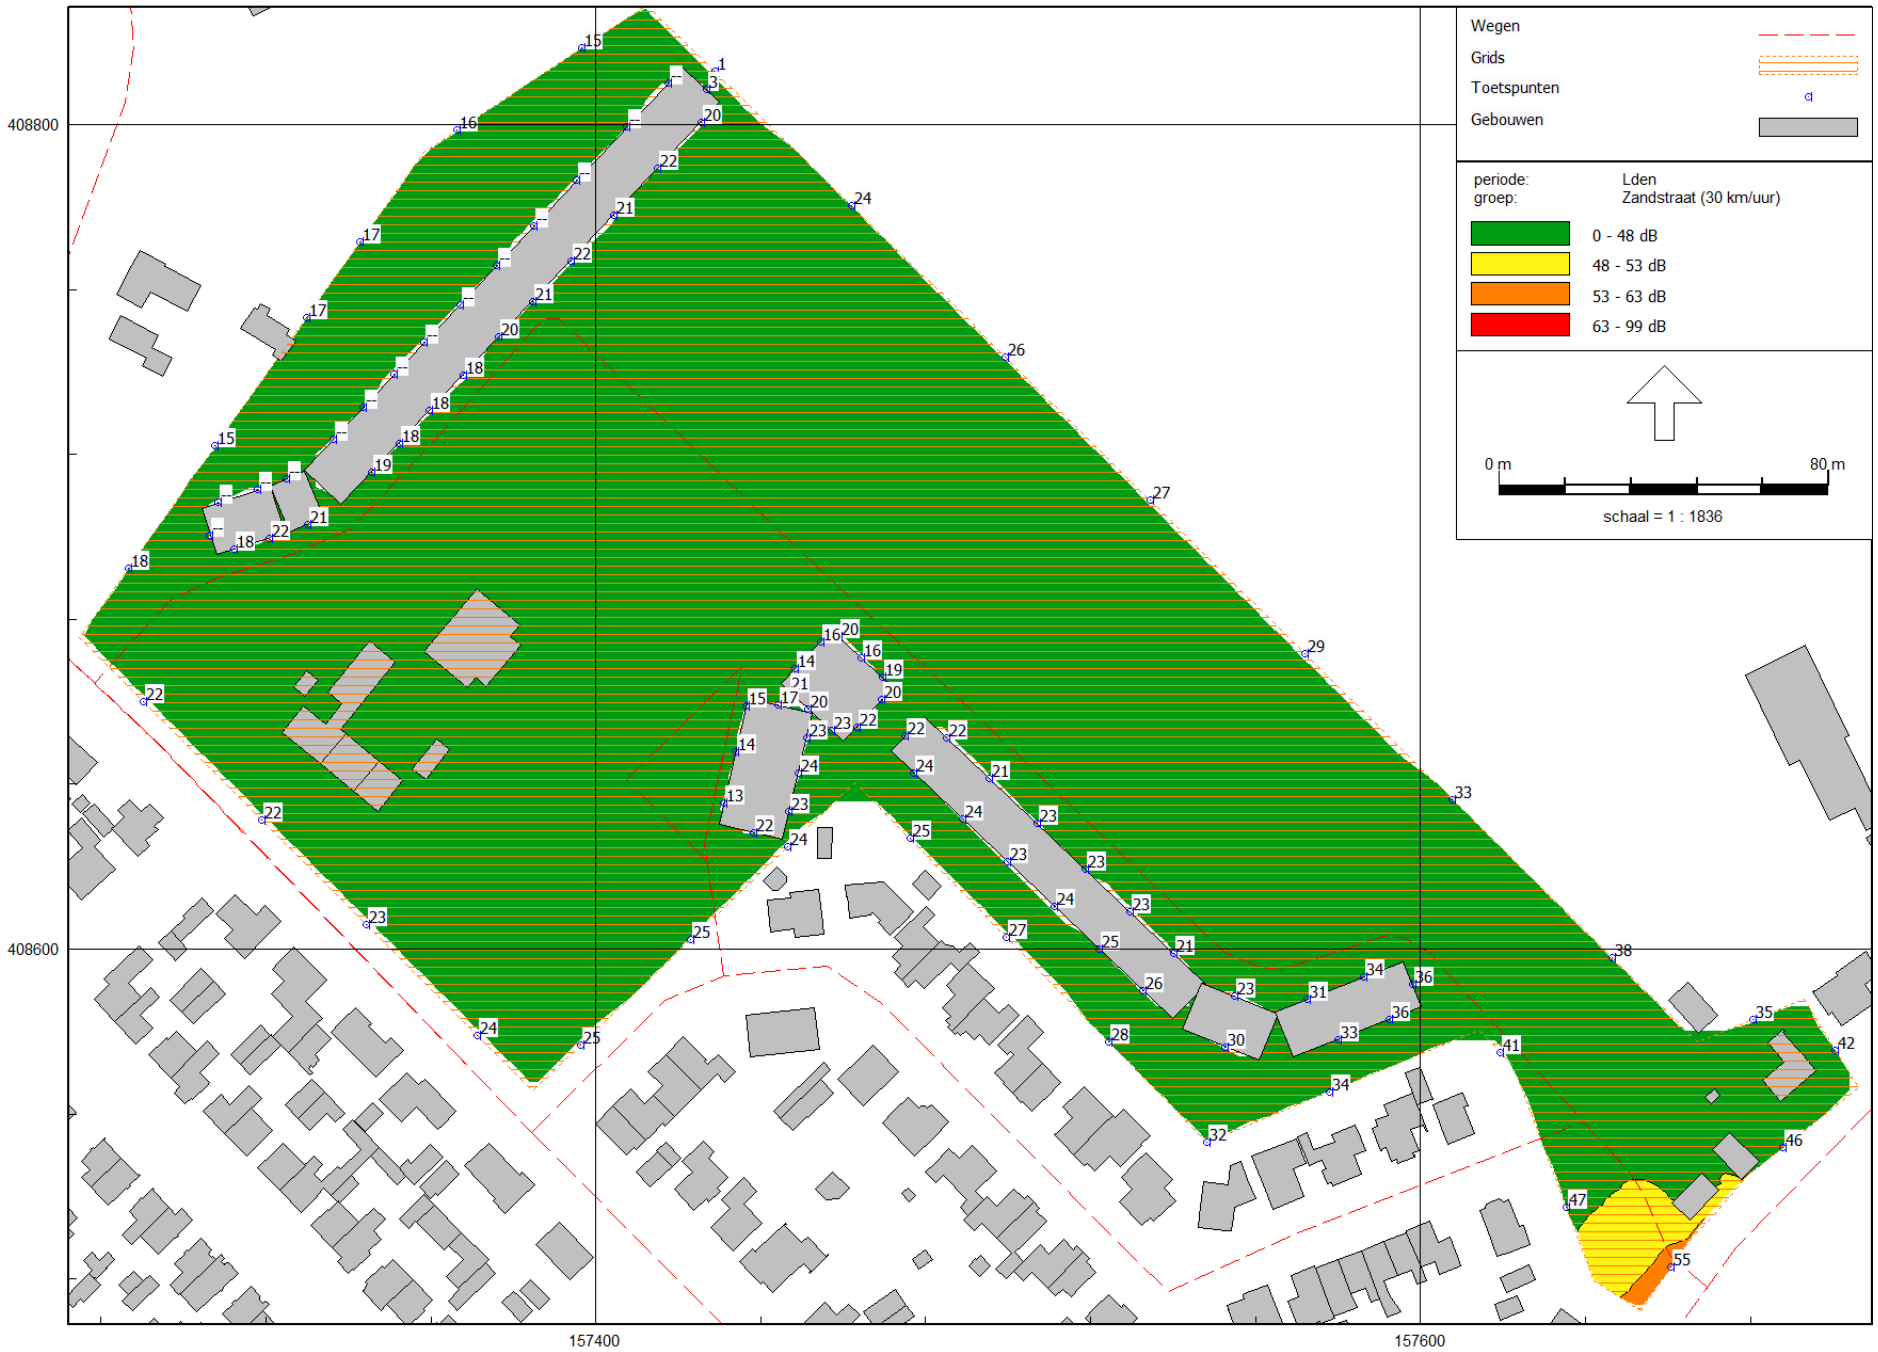 Wegen
Grids
Toetspunten
Gebouwen
periode: Lden
groep: Zandstraat (30 km/uur)
0 - 48 dB
48 - 53 dB
53 - 63 dB
63 - 99 dB
0 m 80 m
schaal = 1 : 1836
15
1
-- 3
408800
16 -- 20
22
--
24
-- 21
17
-- 22
-- 21
17
-- 20
26
-- 18
-- 18
15 -- 18
-- 19
--
-- 27
-- 21
-- 18 22
18
20
16
16 29
14 19
21
22 15 17 20 20
23 23 22 22 22
14
24 24 21
13 23 33
22 22 24 23
24 25
23 23
24 23
23
25 27 25 21 38
26 34 36
23 31
24 36 35
25 28 30 33 41 42
34
32 46
47
55
408600
157400 157600